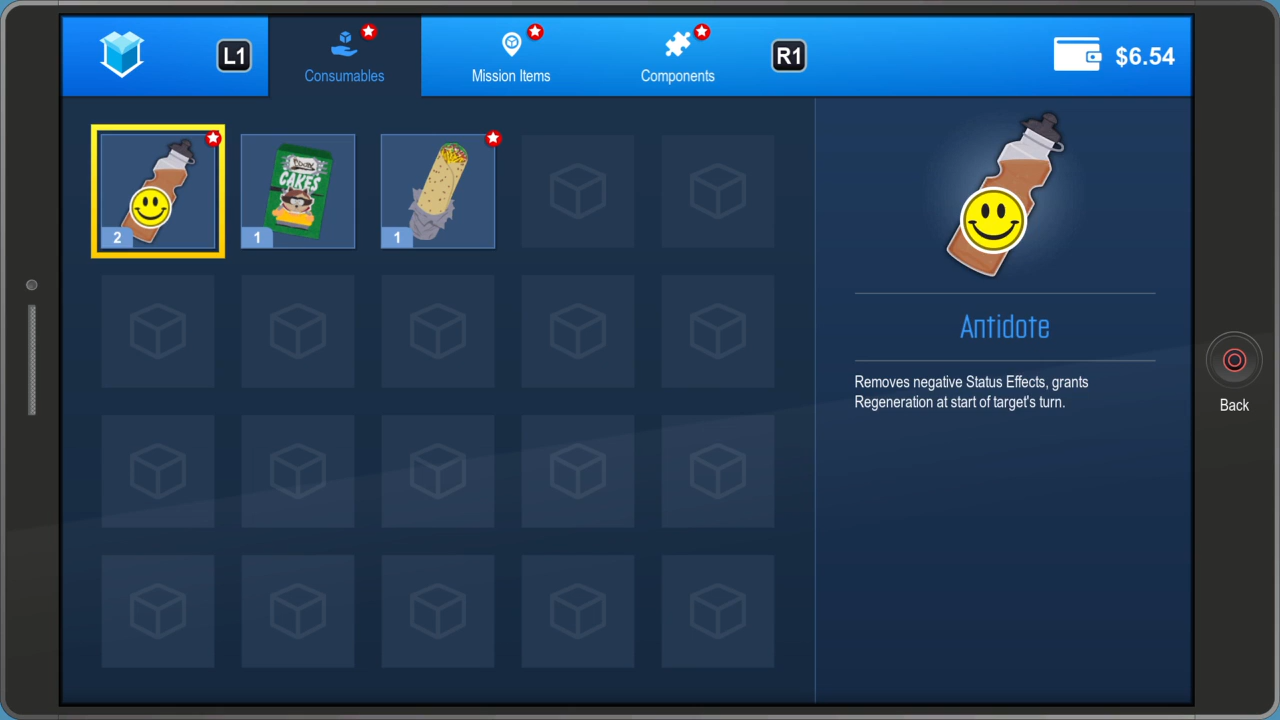 L1
Consumables
Mission Items
Components
R1
$6.54
2
CAKES
1
1
Antidote
Removes negative Status Effects, grants
Regeneration at start of target's turn.
Back